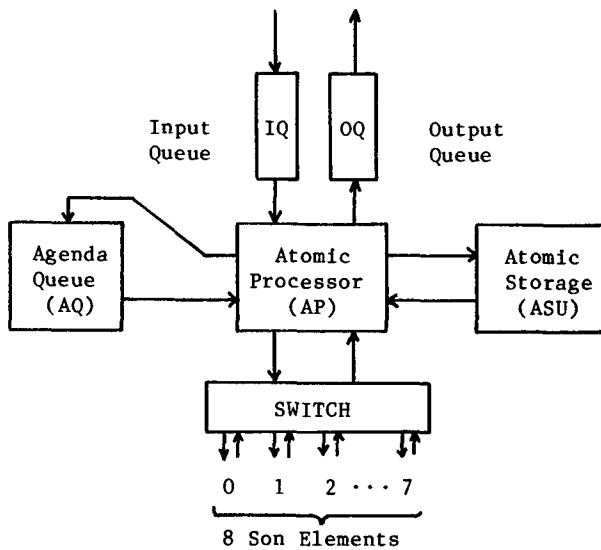 Input
Queue
IQ
OQ
Output
Queue
Agenda
Queue
(AQ)
Atomic
Processor
(AP)
Atomic
Storage
(ASU)
SWITCH
0 1 2 ··· 7
8 Son Elements